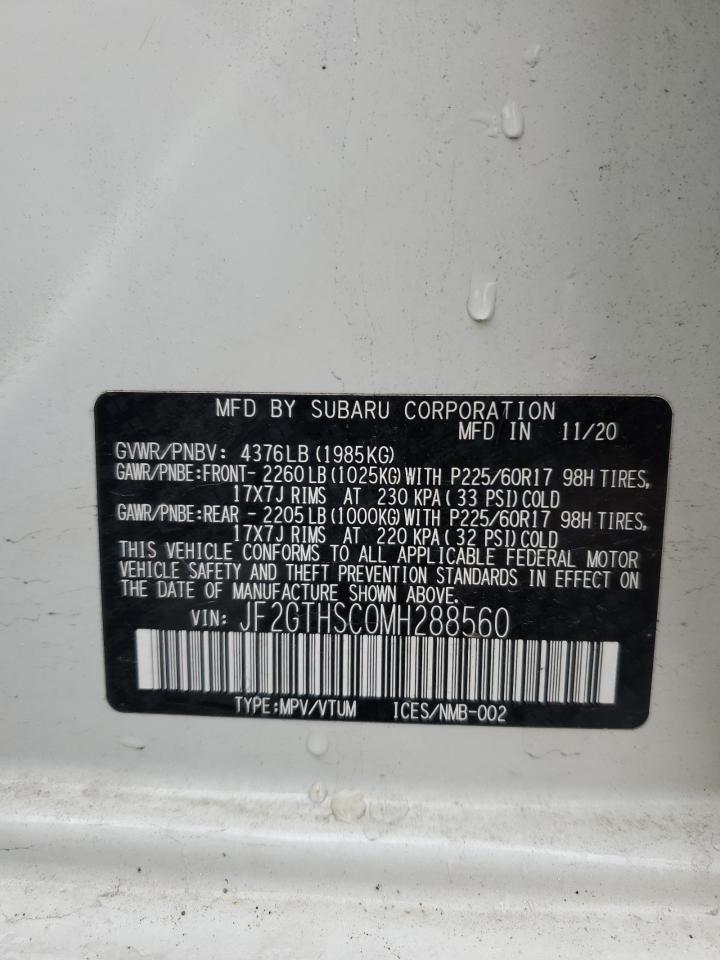 MFD BY SUBARU CORPORATION
MFD IN 11/20
GVWR/PNBV: 4376LB (1985KG)
GAWR/PNBE:FRONT- 2260LB (1025KG) WITH P225/60R17 98H TIRES,
17X7J RIMS AT 230 KPA (33 PSI) COLD
GAWR/PNBE:REAR - 2205LB (1000KG) WITH P225/60R17 98H TIRES,
17X7J RIMS AT 220 KPA (32 PSI) COLD
THIS VEHICLE CONFORMS TO ALL APPLICABLE FEDERAL MOTOR
VEHICLE SAFETY AND THEFT PREVENTION STANDARDS IN EFFECT ON
THE DATE OF MANUFACTURE SHOWN ABOVE.
VIN: JF2GTHSC0MH288560
TYPE:MPV/VTUM ICES/NMB-002